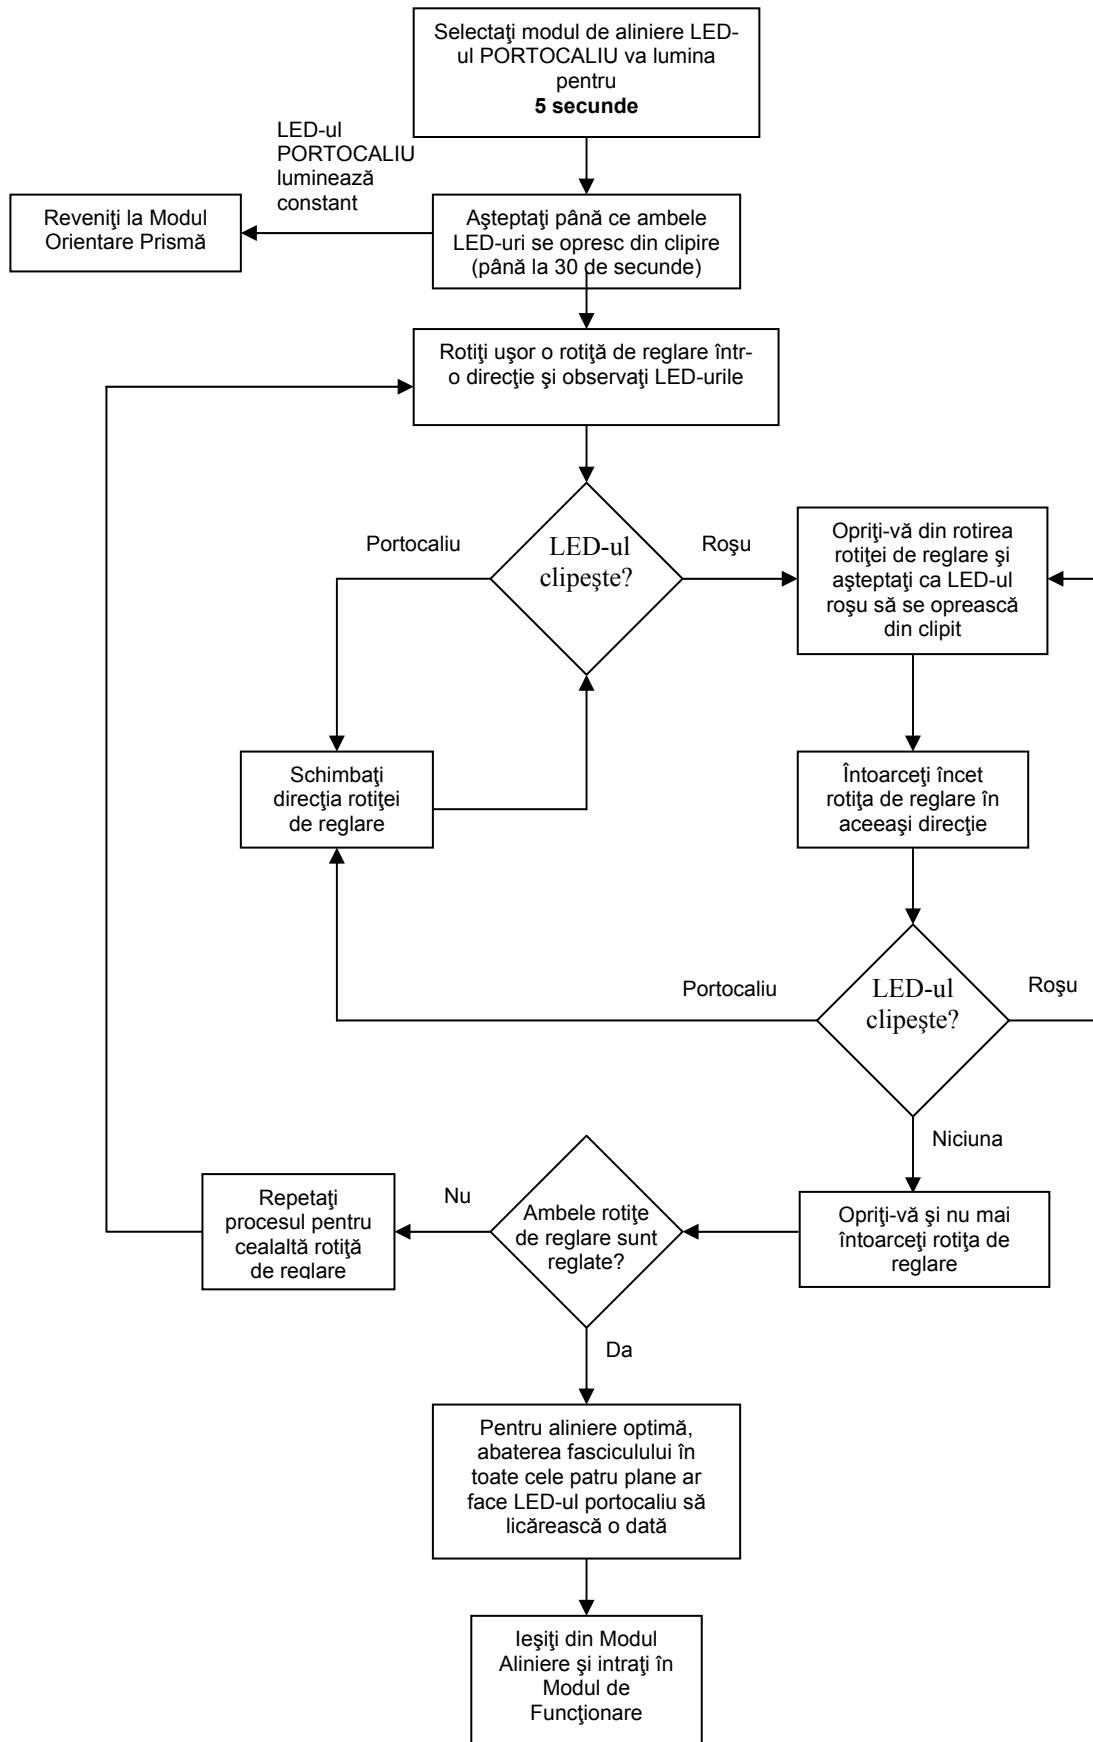 Selectaţi modul de aliniere LED-
ul PORTOCALIU va lumina
pentru
5 secunde
LED-ul
PORTOCALIU
luminează
constant
Reveniţi la Modul
Orientare Prismă
Aşteptaţi până ce ambele
LED-uri se opresc din clipire
(până la 30 de secunde)
Rotiţi uşor o rotiţă de reglare într-
o direcţie şi observaţi LED-urile
Portocaliu
LED-ul
clipeşte?
Roşu
Opriţi-vă din rotirea
rotiţei de reglare şi
aşteptaţi ca LED-ul
roşu să se oprească
din clipit
Schimbaţi
direcţia rotiţei
de reglare
Întoarceţi încet
rotiţa de reglare în
aceeaşi direcţie
Portocaliu
LED-ul
clipeşte?
Roşu
Niciuna
Repetaţi
procesul pentru
cealaltă rotiţă
de reglare
Nu
Ambele rotiţe
de reglare sunt
reglate?
Opriţi-vă şi nu mai
întoarceţi rotiţa de
reglare
Da
Pentru aliniere optimă,
abaterea fasciculului în
toate cele patru plane ar
face LED-ul portocaliu să
licărească o dată
Ieşiţi din Modul
Aliniere şi intraţi în
Modul de
Funcţionare